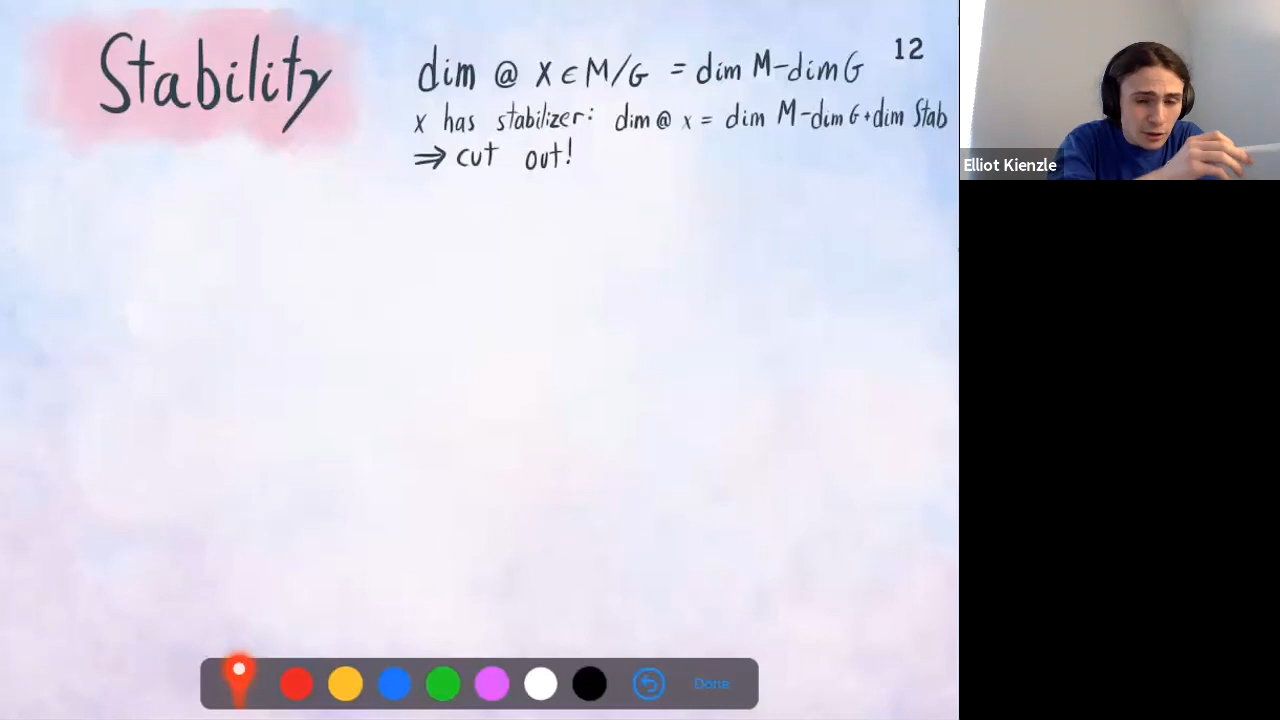 Stability
12
dim @ x ∈ M/G = dim M-dim G
x has stabilizer: dim @ x = dim M-dim G+dim Stab
⇒ cut out!
Elliot Kienzle
Done